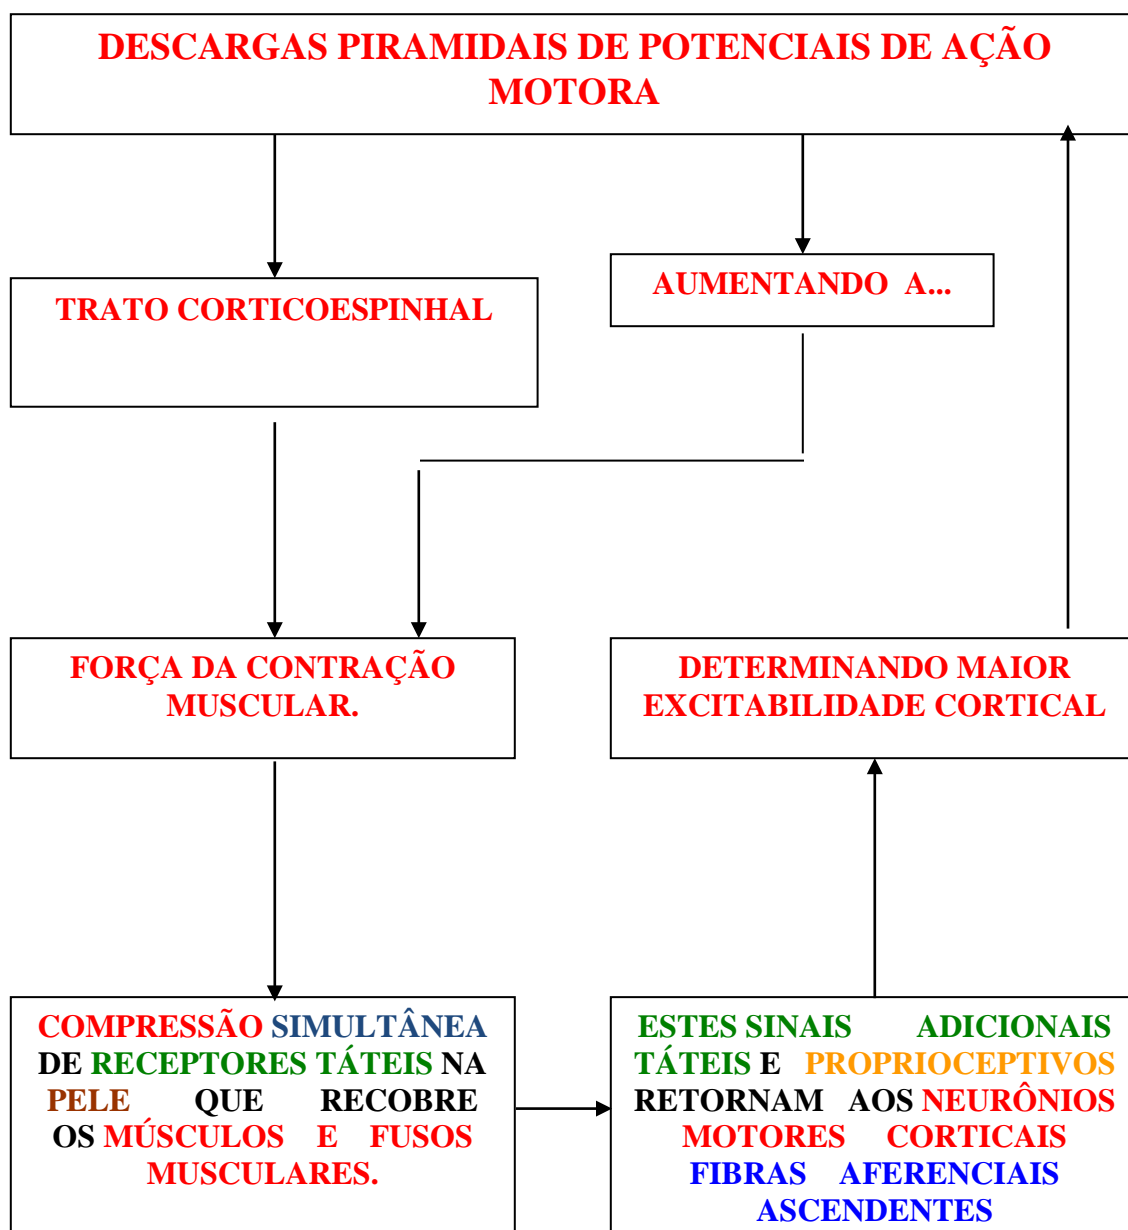 DESCARGAS PIRAMIDAIS DE POTENCIAIS DE AÇÃO
MOTORA
TRATO CORTICOESPINHAL
AUMENTANDO A...
FORÇA DA CONTRAÇÃO
MUSCULAR.
DETERMINANDO MAIOR
EXCITABILIDADE CORTICAL
COMPRESSÃO SIMULTÂNEA
DE RECEPTORES TÁTEIS NA
PELE QUE RECOBRE
OS MÚSCULOS E FUSOS
MUSCULARES.
ESTES SINAIS ADICIONAIS
TÁTEIS E PROPRIOCEPTIVOS
RETORNAM AOS NEURÔNIOS
MOTORES CORTICAIS
FIBRAS AFERENCIAIS
ASCENDENTES